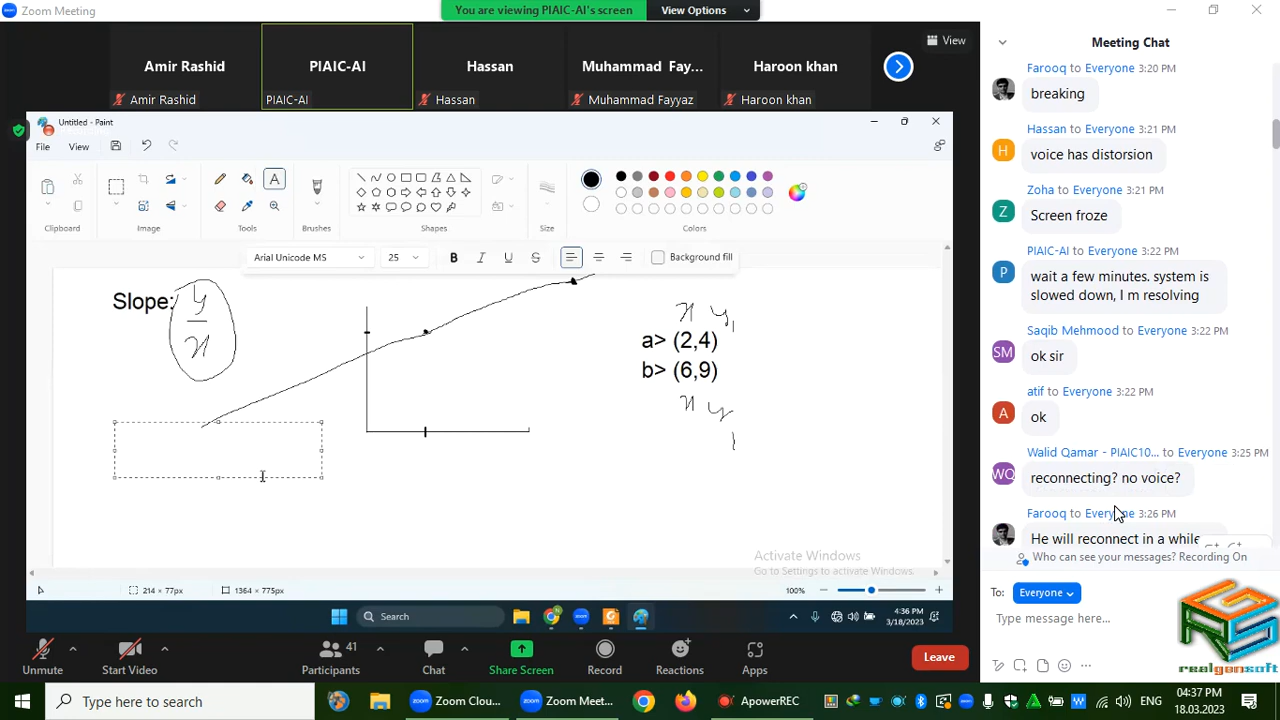 Zoom Meeting
You are viewing PIAIC-AI's screen
View Options
View
Amir Rashid
PIAIC-AI
Hassan
Muhammad Fayy...
Haroon khan
Amir Rashid
PIAIC-AI
Hassan
Muhammad Fayyaz
Haroon khan
Untitled - Paint
File
View
Clipboard
Image
Tools
Brushes
Shapes
Size
Colors
Arial Unicode MS
25
B
I
U
S
Background fill
Slope:
y
x
x y
a> (2,4)
b> (6,9)
x y
Activate Windows
Go to Settings to activate Windows.
214 × 77px
1364 × 775px
100%
Search
4:36 PM
3/18/2023
Unmute
Start Video
Participants
41
Chat
Share Screen
Record
Reactions
Apps
Leave
Meeting Chat
Farooq to Everyone 3:20 PM
breaking
Hassan to Everyone 3:21 PM
H
voice has distorsion
Zoha to Everyone 3:21 PM
Z
Screen froze
PIAIC-AI to Everyone 3:22 PM
P
wait a few minutes. system is
slowed down, I m resolving
Saqib Mehmood to Everyone 3:22 PM
SM
ok sir
atif to Everyone 3:22 PM
A
ok
Walid Qamar - PIAIC10... to Everyone 3:25 PM
WQ
reconnecting? no voice?
Farooq to Everyone 3:26 PM
He will reconnect in a while
Who can see your messages? Recording On
To:
Everyone
Type message here...
realgensoft
Type here to search
Zoom Clou...
Zoom Meet...
ApowerREC
ENG
04:37 PM
18.03.2023